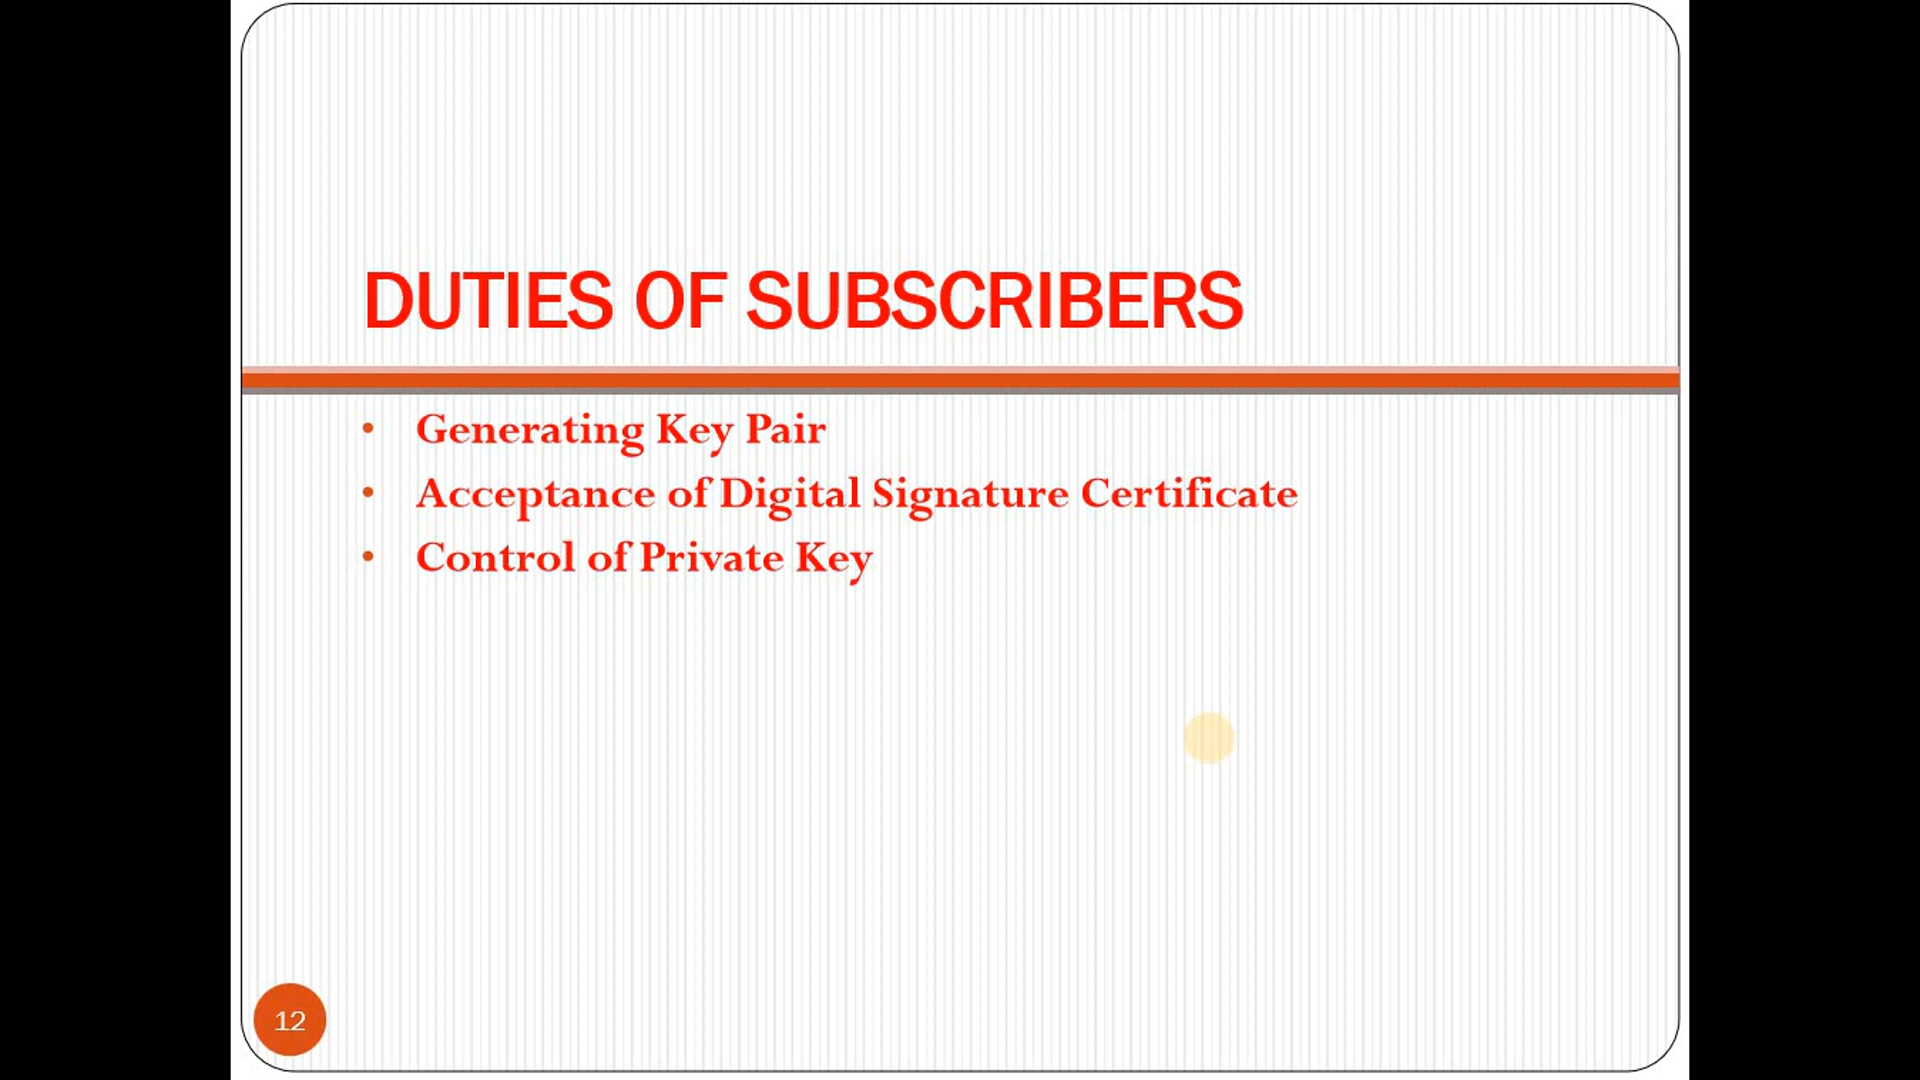 DUTIES OF SUBSCRIBERS
• Generating Key Pair
• Acceptance of Digital Signature Certificate
• Control of Private Key
12